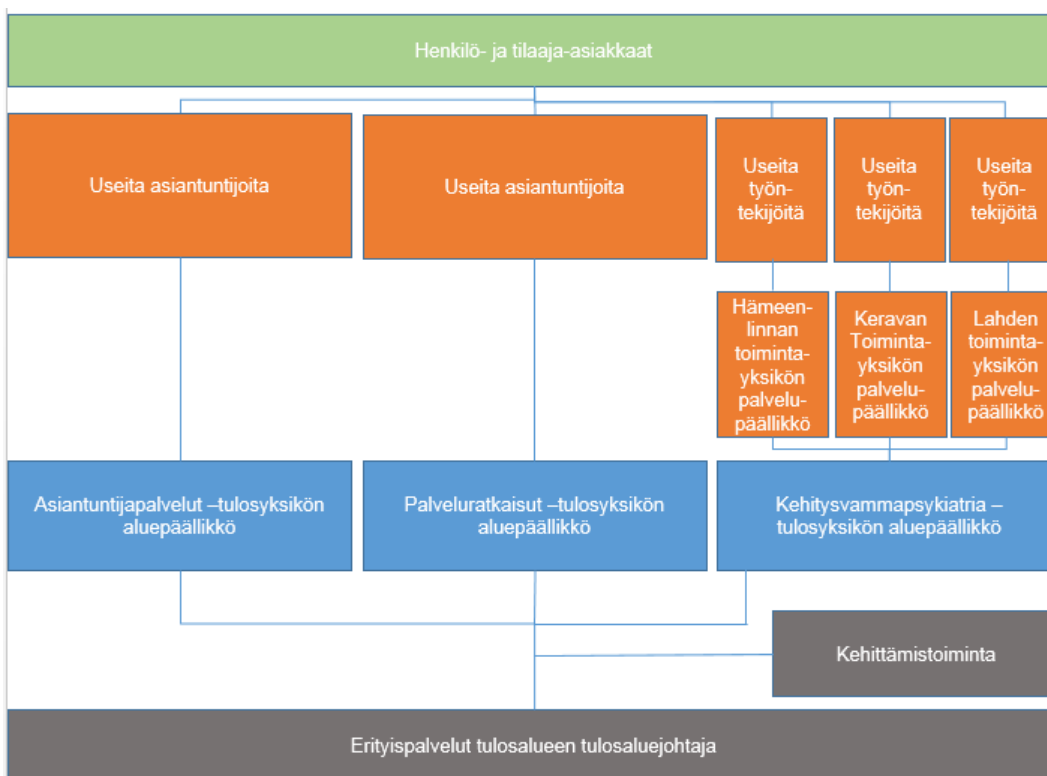 Henkilö- ja tilaaja-asiakkaat
Useita asiantuntijoita
Useita asiantuntijoita
Useita
työn-
tekijöitä
Useita
työn-
tekijöitä
Useita
työn-
tekijöitä
Hämeen-
linnan
toiminta-
yksikön
palvelu-
päällikkö
Keravan
Toiminta-
yksikön
palvelu-
päällikkö
Lahden
toiminta-
yksikön
palvelu-
päällikkö
Asiantuntijapalvelut –tulosyksikön
aluepäällikkö
Palveluratkaisut –tulosyksikön
aluepäällikkö
Kehitysvammapsykiatria –
tulosyksikön aluepäällikkö
Kehittämistoiminta
Erityispalvelut tulosalueen tulosaluejohtaja